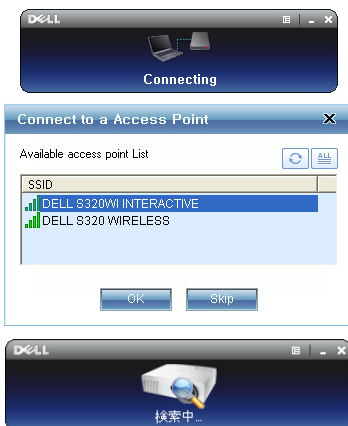 DELL
Connecting
Connect to a Access Point
Available access point List
ALL
SSID
DELL S320WI INTERACTIVE
DELL S320 WIRELESS
OK
Skip
DELL
検索中...